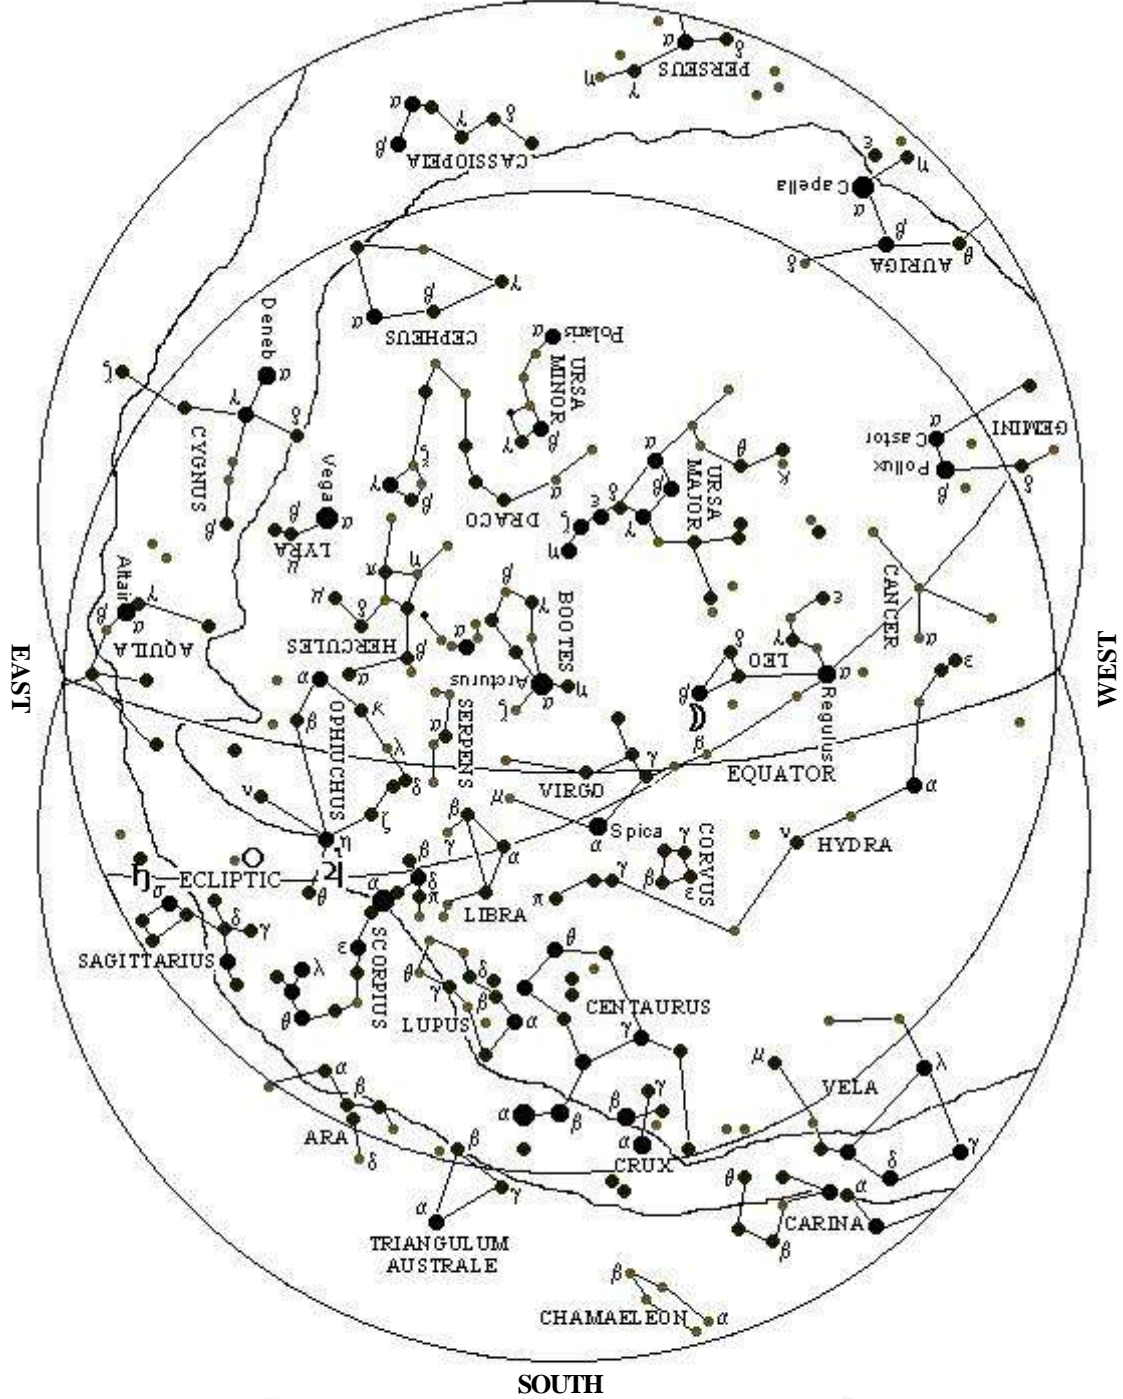 α
δ
PERSEUS
η
γ
α
γ
δ
β
CASSIOPEIA
ε
η
Capella
α
β
θ
δ
AURIGA
γ
β
α
CEPHEUS
Deneb
α
Polaris
α
URSA
MINOR
β
γ
ζ
γ
δ
CYGNUS
β
Vega
α
β
LYRA
μ
ζ
γ
β
DRACO
α
α
β
URSA
MAIOR
θ
κ
δ
ε
ζ
γ
η
α
Castor
GEMINI
Pollux
β
δ
Altair
γ
β
α
AQUILA
π
η
μ
δ
HERCULES
β
α
α
β
γ
BOOTES
Arcturus
α
η
ζ
ε
γ
LEO
δ
β
α
Regulus
CANCER
α
ε
EAST
WEST
α
β
κ
OPHIUCHUS
λ
δ
ζ
ν
η
θ
SERPENS
α
β
γ
VIRGO
μ
EQUATOR
Spica
α
α
ν
HYDRA
γ
CORVUS
β
ε
β
γ
α
LIBRA
γ
π
♄
ECLIPTIC
♃
β
δ
π
α
σ
δ
γ
SAGITTARIUS
ε
SCORPIUS
λ
θ
θ
δ
γ
β
LUPUS
α
θ
CENTAURUS
γ
μ
VELA
λ
α
β
ARA
δ
α
β
β
γ
α
CRUX
δ
γ
β
γ
α
TRIANGULUM
AUSTRALE
θ
α
CARINA
β
β
CHAMAELEON
α
SOUTH